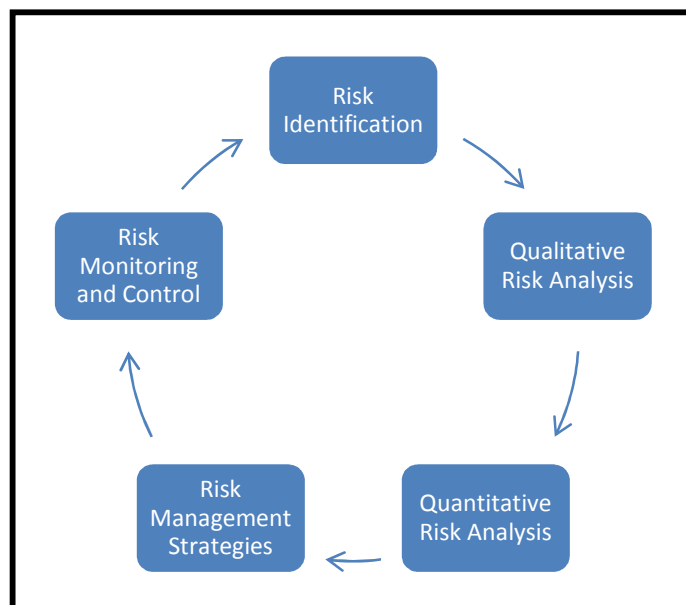 Risk
Identification
Qualitative
Risk Analysis
Quantitative
Risk Analysis
Risk
Management
Strategies
Risk
Monitoring
and Control